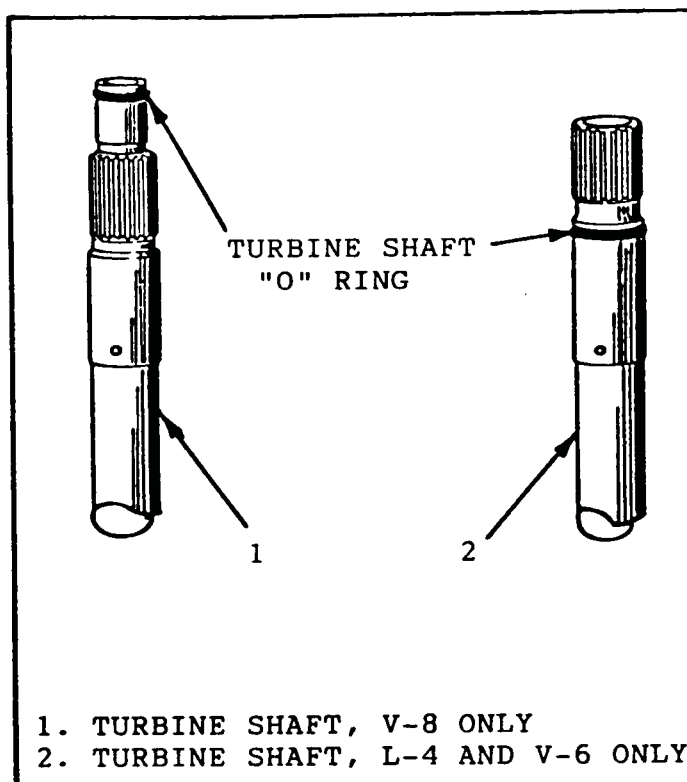 TURBINE SHAFT
"O" RING
1
2
1. TURBINE SHAFT, V-8 ONLY
2. TURBINE SHAFT, L-4 AND V-6 ONLY